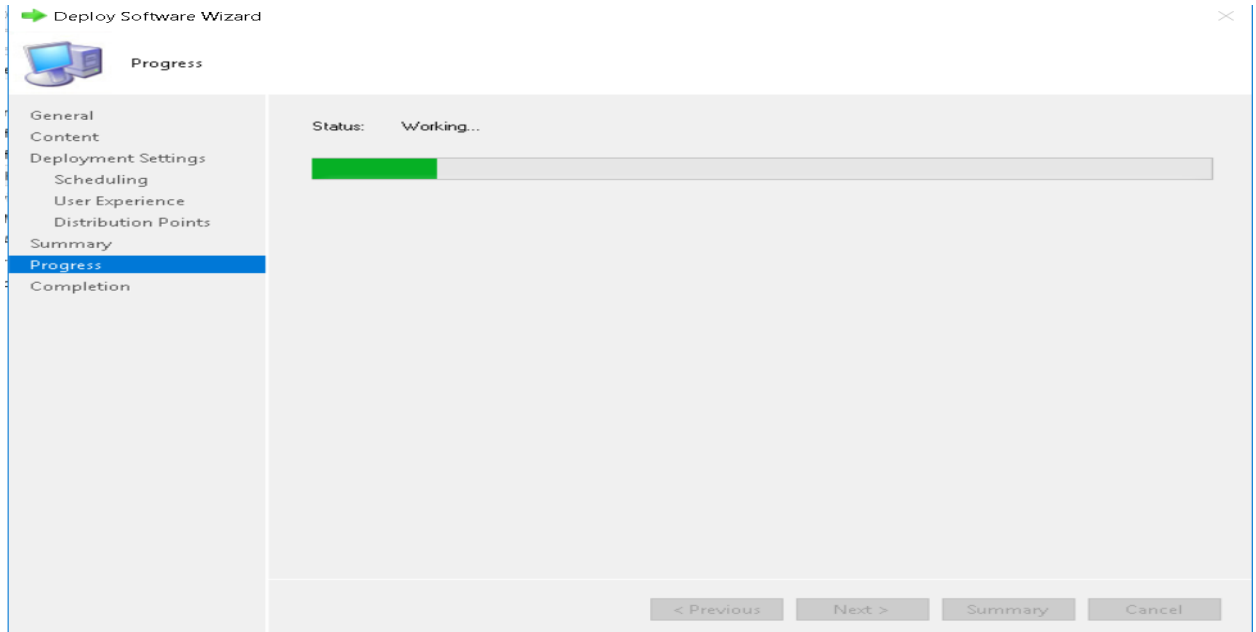 Deploy Software Wizard
Progress
General
Content
Deployment Settings
Scheduling
User Experience
Distribution Points
Summary
Progress
Completion
Status: Working...
< Previous Next > Summary Cancel